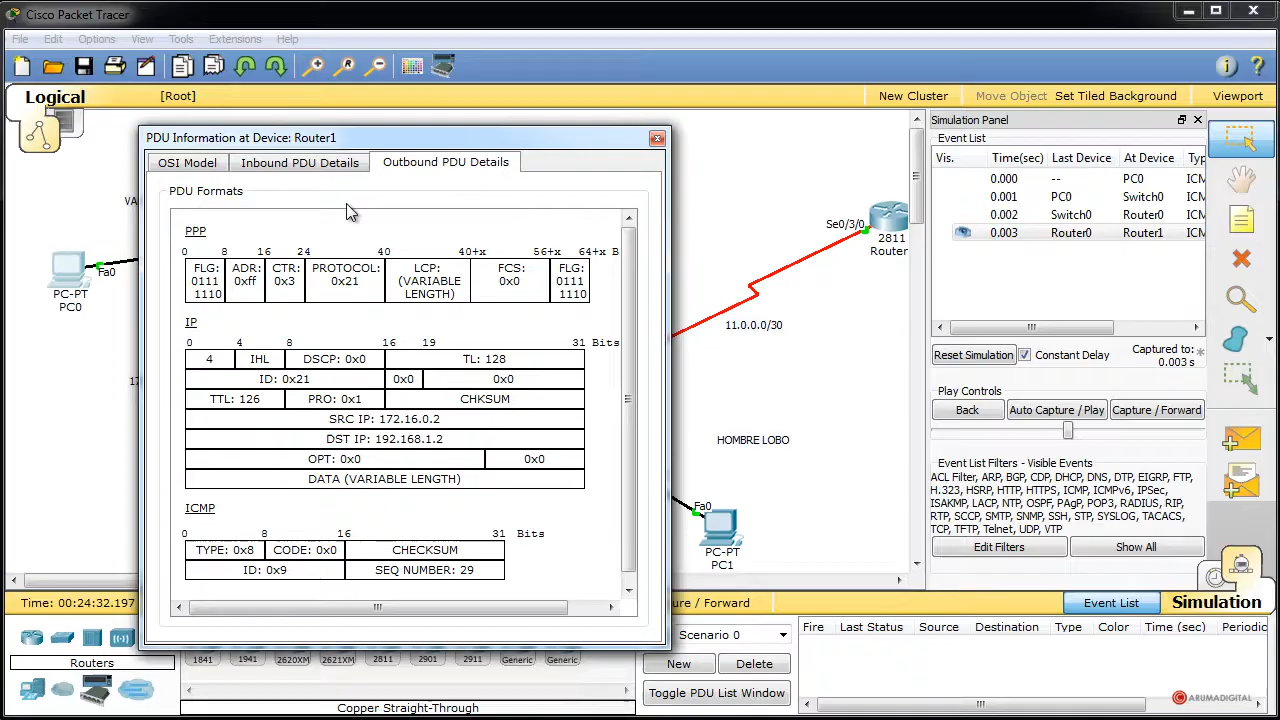 Cisco Packet Tracer
File Edit Options View Tools Extensions Help
Logical
[Root]
New Cluster
Move Object
Set Tiled Background
Viewport
PDU Information at Device: Router1
OSI Model
Inbound PDU Details
Outbound PDU Details
PDU Formats
PPP
0 8 16 24 40 40+x 56+x 64+x B
FLG: 0111 1110
ADR: 0xff
CTR: 0x3
PROTOCOL: 0x21
LCP: (VARIABLE LENGTH)
FCS: 0x0
FLG: 0111 1110
IP
0 4 8 16 19 31 Bits
4 IHL DSCP: 0x0 TL: 128
ID: 0x21 0x0 0x0
TTL: 126 PRO: 0x1 CHKSUM
SRC IP: 172.16.0.2
DST IP: 192.168.1.2
OPT: 0x0 0x0
DATA (VARIABLE LENGTH)
ICMP
0 8 16 31 Bits
TYPE: 0x8 CODE: 0x0 CHECKSUM
ID: 0x9 SEQ NUMBER: 29
VA
Fa0
PC-PT
PC0
17
Se0/3/0
2811
Router
11.0.0.0/30
HOMBRE LOBO
Fa0
PC-PT
PC1
Simulation Panel
Event List
Vis. Time(sec) Last Device At Device Typ
0.000 -- PC0 ICM
0.001 PC0 Switch0 ICM
0.002 Switch0 Router0 ICM
0.003 Router0 Router1 ICM
Reset Simulation
Constant Delay
Captured to:
0.003 s
Play Controls
Back
Auto Capture / Play
Capture / Forward
Event List Filters - Visible Events
ACL Filter, ARP, BGP, CDP, DHCP, DNS, DTP, EIGRP, FTP,
H.323, HSRP, HTTP, HTTPS, ICMP, ICMPv6, IPSec,
ISAKMP, LACP, NTP, OSPF, PAgP, POP3, RADIUS, RIP,
RTP, SCCP, SMTP, SNMP, SSH, STP, SYSLOG, TACACS,
TCP, TFTP, Telnet, UDP, VTP
Edit Filters
Show All
Time: 00:24:32.197
ure / Forward
Event List
Simulation
Routers
1841 1941 2620XM 2621XM 2811 2901 2911 Generic Generic
Copper Straight-Through
Scenario 0
New
Delete
Toggle PDU List Window
Fire Last Status Source Destination Type Color Time (sec) Periodic
ARUMADIGITAL